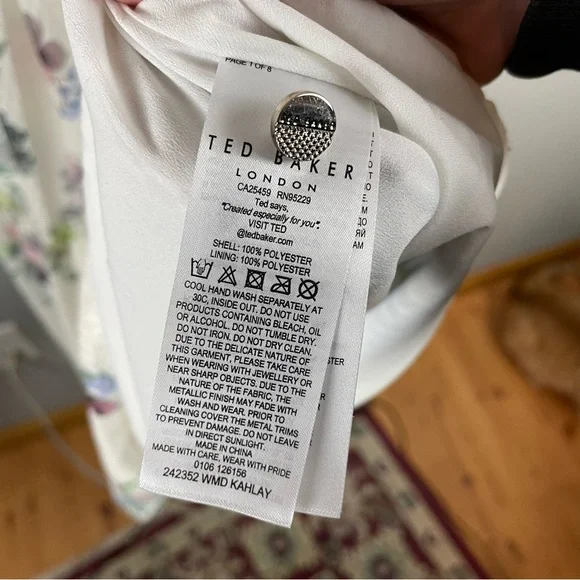 PAGE 1 OF 8
TED BAKER
LONDON
CA25459 RN95229
Ted says,
"Created especially for you".
VISIT TED
@tedbaker.com
SHELL: 100% POLYESTER
LINING: 100% POLYESTER
COOL HAND WASH SEPARATELY AT
30C, INSIDE OUT. DO NOT USE
PRODUCTS CONTAINING BLEACH, OIL
OR ALCOHOL. DO NOT TUMBLE DRY.
DO NOT IRON. DO NOT DRY CLEAN.
DUE TO THE DELICATE NATURE OF
THIS GARMENT, PLEASE TAKE CARE
WHEN WEARING WITH JEWELLERY OR
NEAR SHARP OBJECTS. DUE TO THE
NATURE OF THE FABRIC, THE
METALLIC FINISH MAY FADE WITH
WASH AND WEAR. PRIOR TO
CLEANING COVER THE METAL TRIMS
TO PREVENT DAMAGE. DO NOT LEAVE
IN DIRECT SUNLIGHT.
MADE IN CHINA
MADE WITH CARE, WEAR WITH PRIDE
0106 126156
242352 WMD KAHLAY